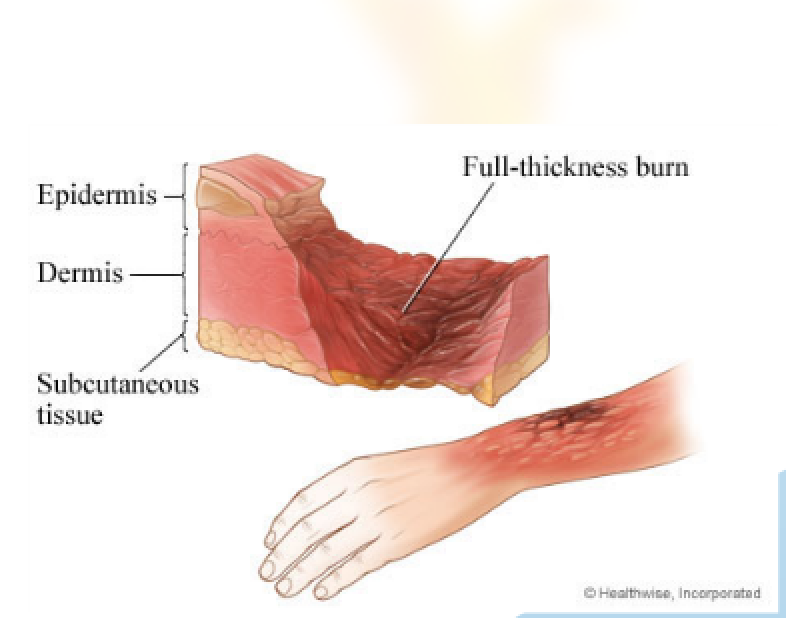 Full-thickness burn
Epidermis
Dermis
Subcutaneous
tissue
© Healthwise, Incorporated